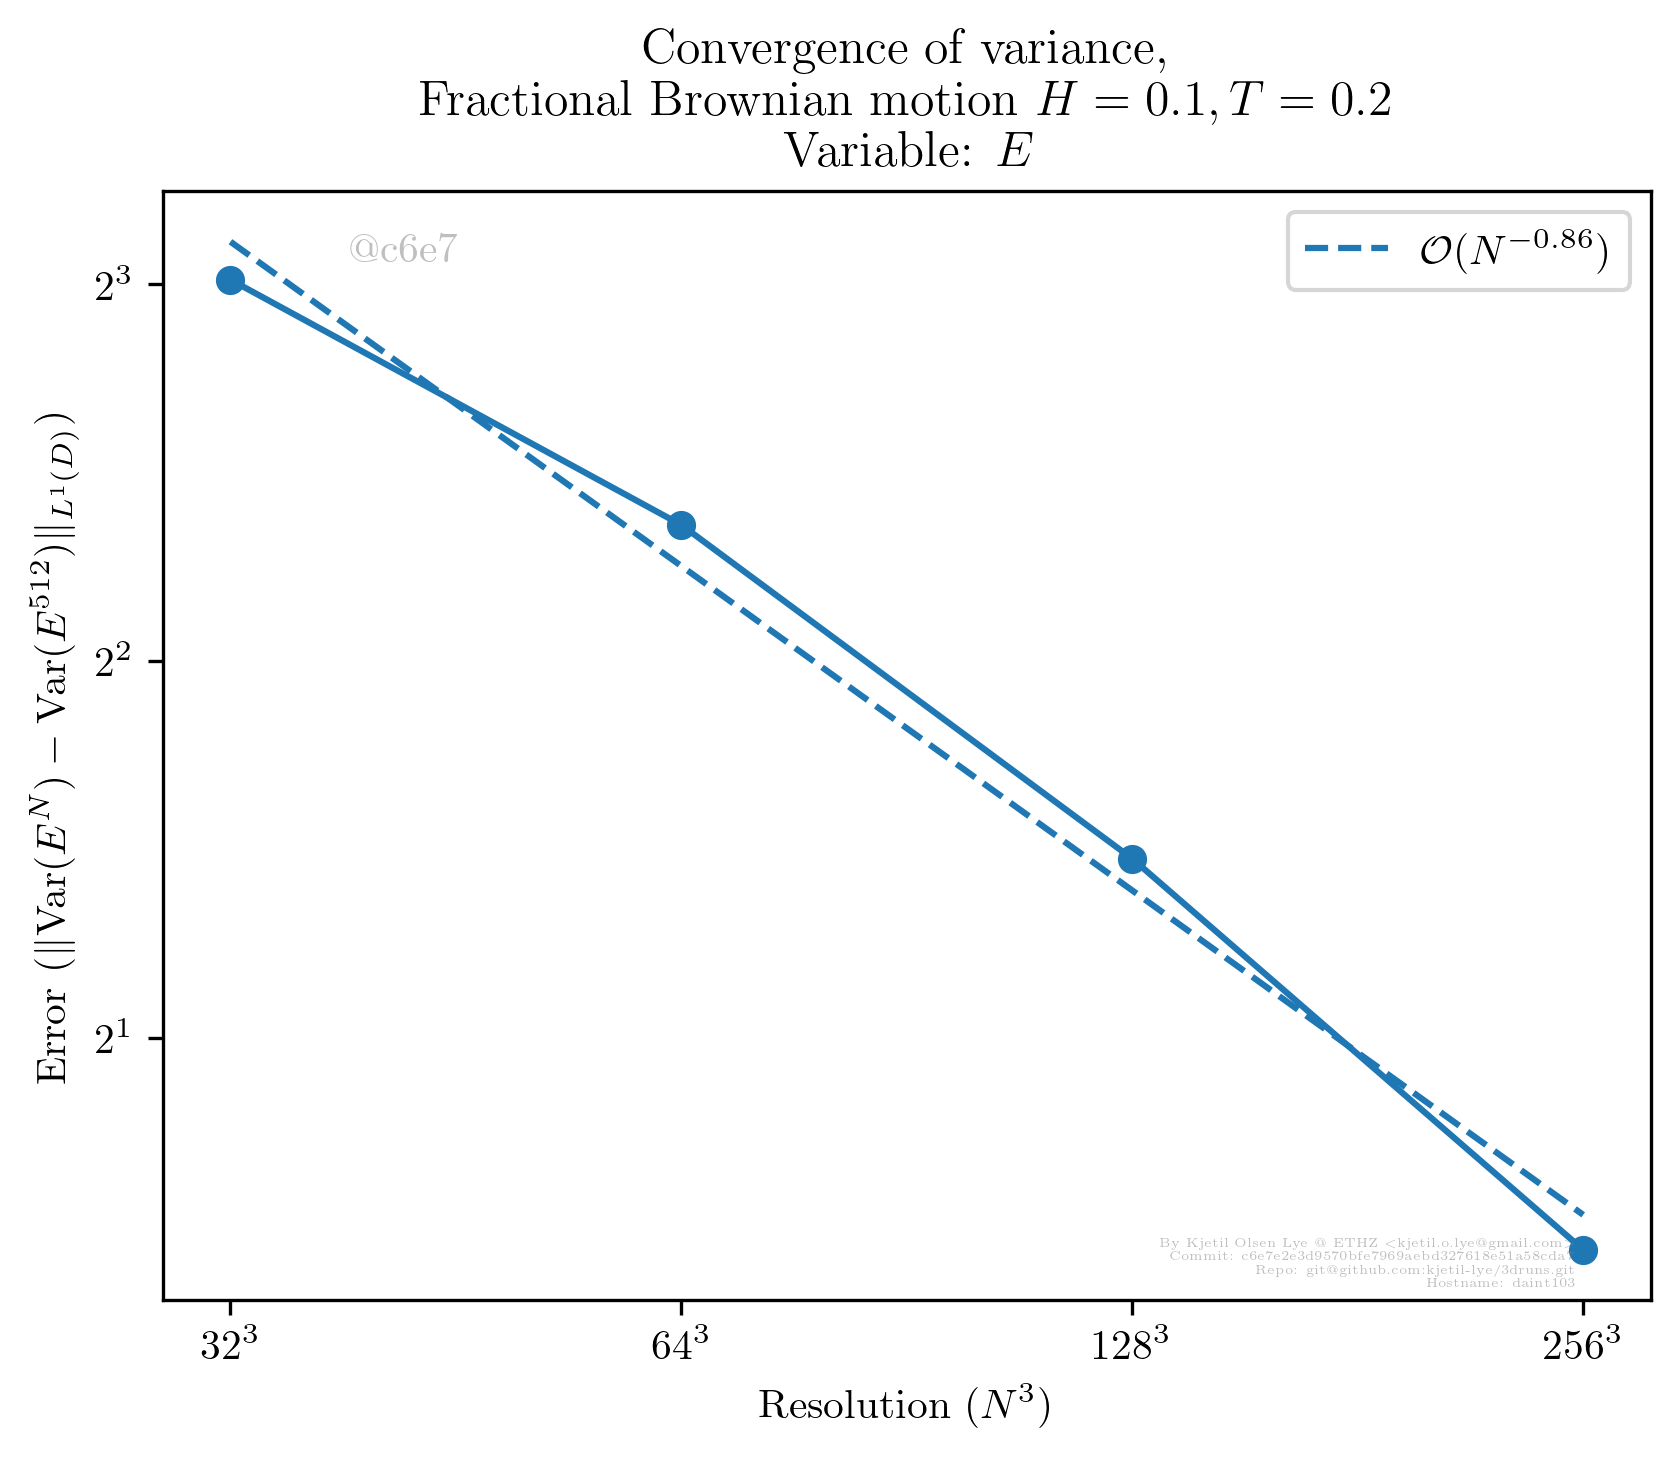 Convergence of variance,
Fractional Brownian motion H = 0.1, T = 0.2
Variable: E
@c6e7
O(N^{-0.86})
2^3
2^2
2^1
Error (||Var(E^N) − Var(E^{512})||_{L^1(D)})
By Kjetil Olsen Lye @ ETHZ <kjetil.o.lye@gmail.com
Commit: c6e7e2e3d9570bfe7969aebd327618e51a58cda
Repo: git@github.com:kjetil-lye/3druns.git
Hostname: daint103
32^3 64^3 128^3 256^3
Resolution (N^3)